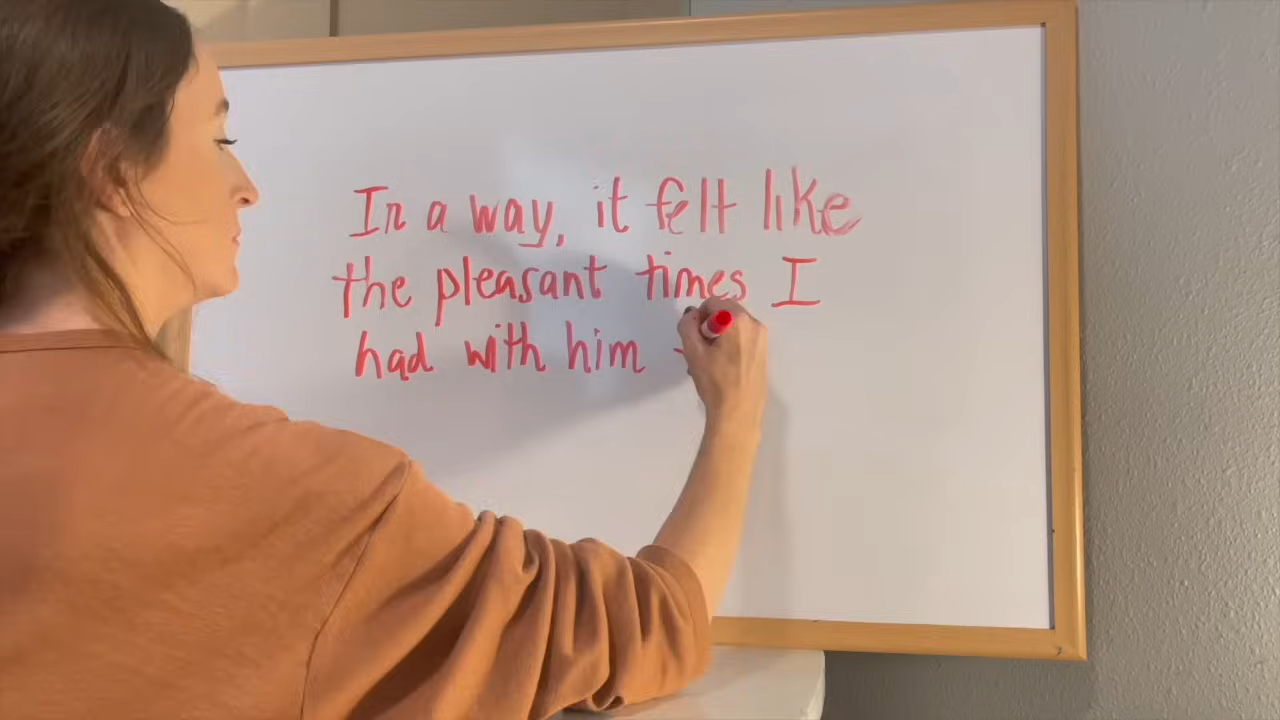 In a way, it felt like
the pleasant times I
had with him